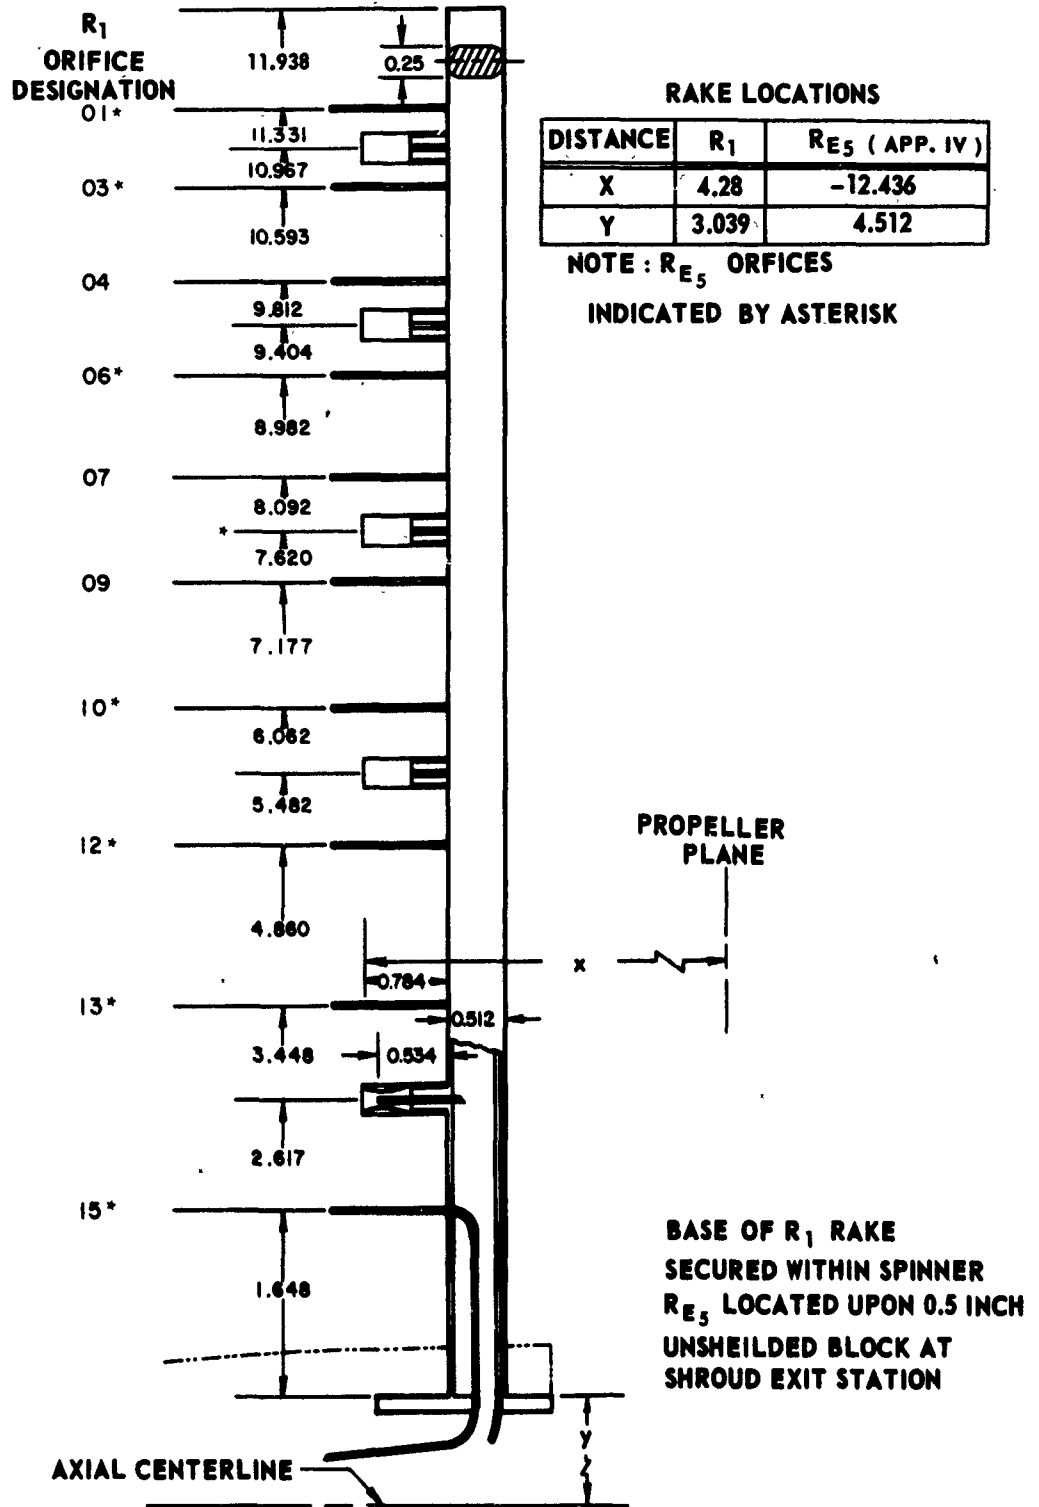 R1
ORIFICE
DESIGNATION
11.938
0.25
RAKE LOCATIONS
DISTANCE R1 RE5 ( APP. IV )
X 4.28 -12.436
Y 3.039 4.512
NOTE : RE5 ORFICES
INDICATED BY ASTERISK
01*
11.331
10.967
03*
10.593
04
9.812
9.404
06*
8.982
07
8.092
*
7.620
09
7.177
10*
6.062
5.482
12*
4.860
PROPELLER
PLANE
x
0.784
13*
0.512
3.448
0.534
2.617
15*
1.648
BASE OF R1 RAKE
SECURED WITHIN SPINNER
RE5 LOCATED UPON 0.5 INCH
UNSHEILDED BLOCK AT
SHROUD EXIT STATION
y
AXIAL CENTERLINE